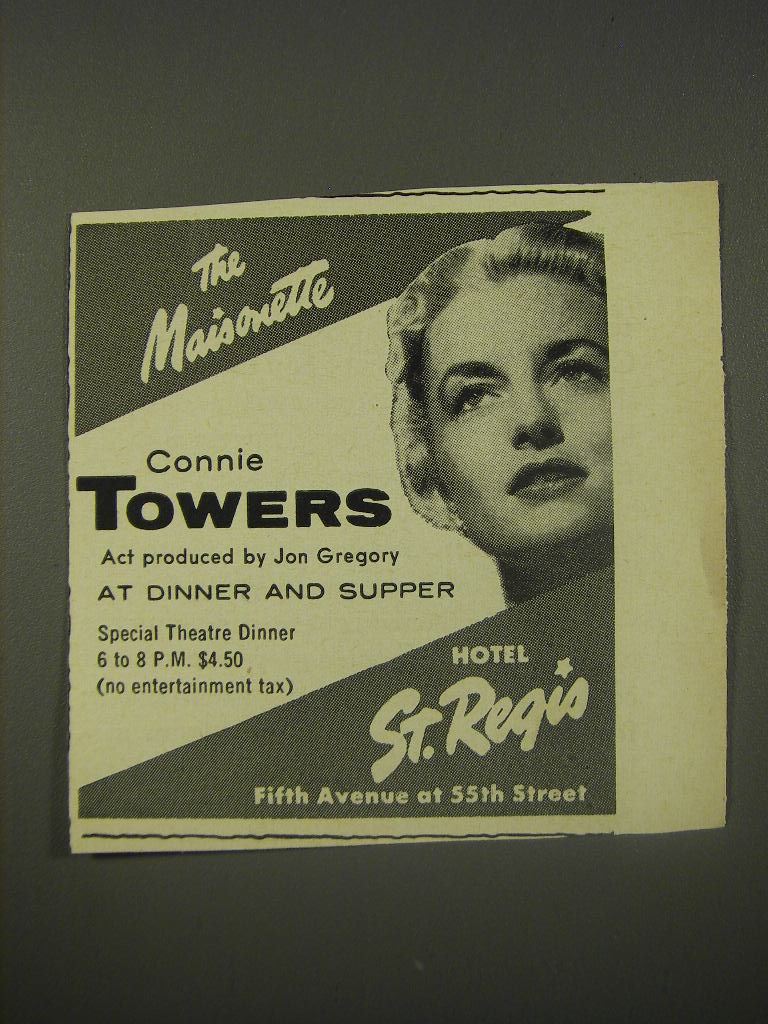 The
Maisonette
Connie
TOWERS
Act produced by Jon Gregory
AT DINNER AND SUPPER
Special Theatre Dinner
6 to 8 P.M. $4.50
(no entertainment tax)
HOTEL
St. Regis
Fifth Avenue at 55th Street